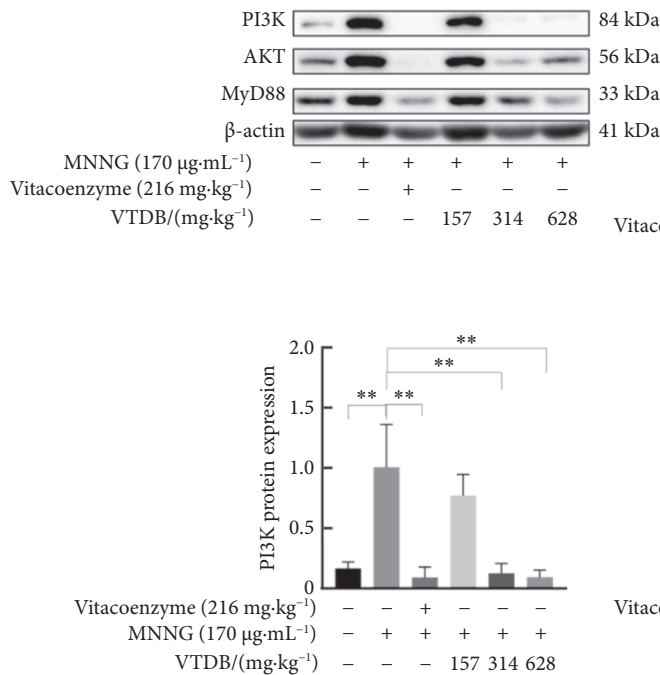 PI3K 84 kDa
AKT 56 kDa
MyD88 33 kDa
β-actin 41 kDa
MNNG (170 μg·mL⁻¹) – + + + + +
Vitacoenzyme (216 mg·kg⁻¹) – – + – – –
VTDB/(mg·kg⁻¹) – – – 157 314 628
Vitaco
**
**
** **
2.0
1.5
1.0
0.5
0
PI3K protein expression
Vitacoenzyme (216 mg·kg⁻¹) – – + – – –
Vitaco
MNNG (170 μg·mL⁻¹) – + + + + +
VTDB/(mg·kg⁻¹) – – – 157 314 628